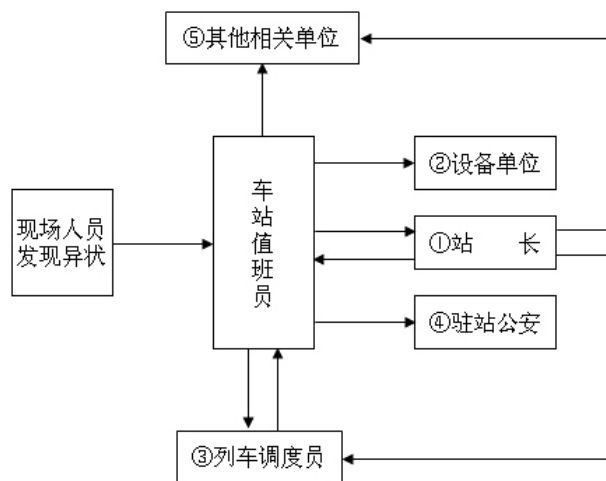 ⑤其他相关单位
②设备单位
车站值班员
现场人员
发现异状
①站 长
④驻站公安
③列车调度员